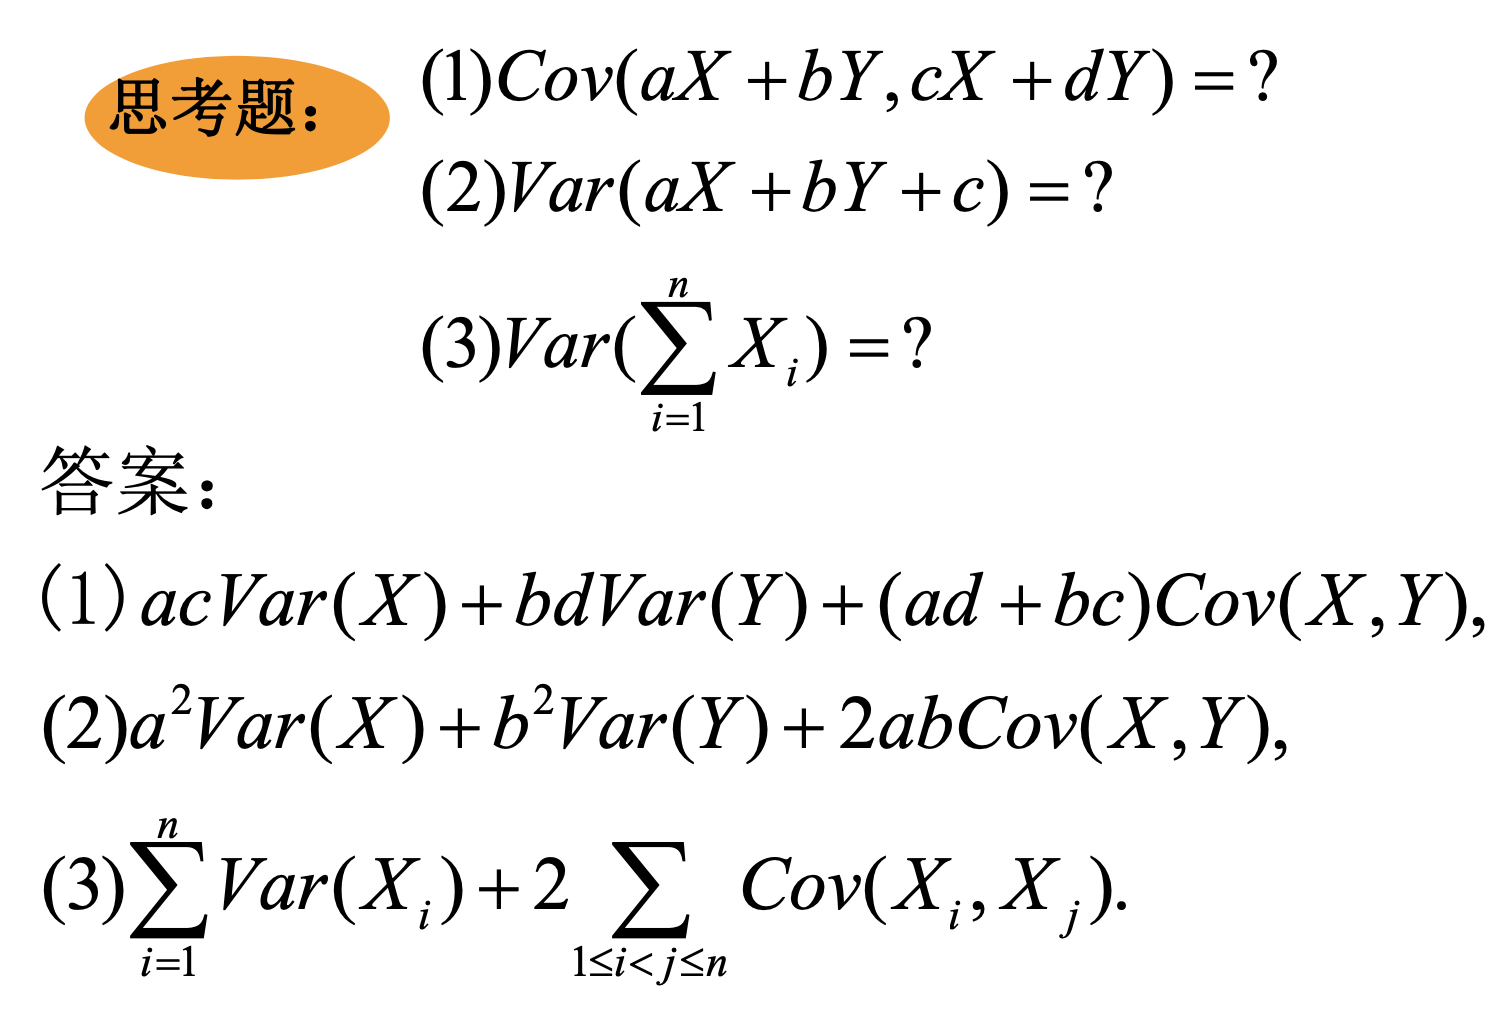 思考题：
(1)Cov(aX + bY, cX + dY) = ?
(2)Var(aX + bY + c) = ?
(3)Var(∑_{i=1}^{n} X_i) = ?
答案：
(1) acVar(X) + bdVar(Y) + (ad + bc)Cov(X, Y),
(2)a²Var(X) + b²Var(Y) + 2abCov(X, Y),
(3)∑_{i=1}^{n} Var(X_i) + 2 ∑_{1≤i<j≤n} Cov(X_i, X_j).